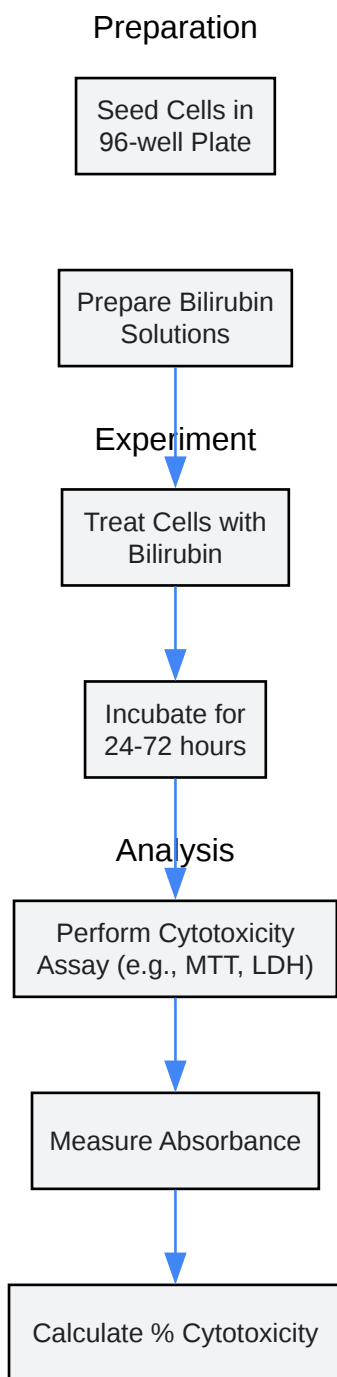 Preparation
Seed Cells in
96-well Plate
Prepare Bilirubin
Solutions
Experiment
Treat Cells with
Bilirubin
Incubate for
24-72 hours
Analysis
Perform Cytotoxicity
Assay (e.g., MTT, LDH)
Measure Absorbance
Calculate % Cytotoxicity